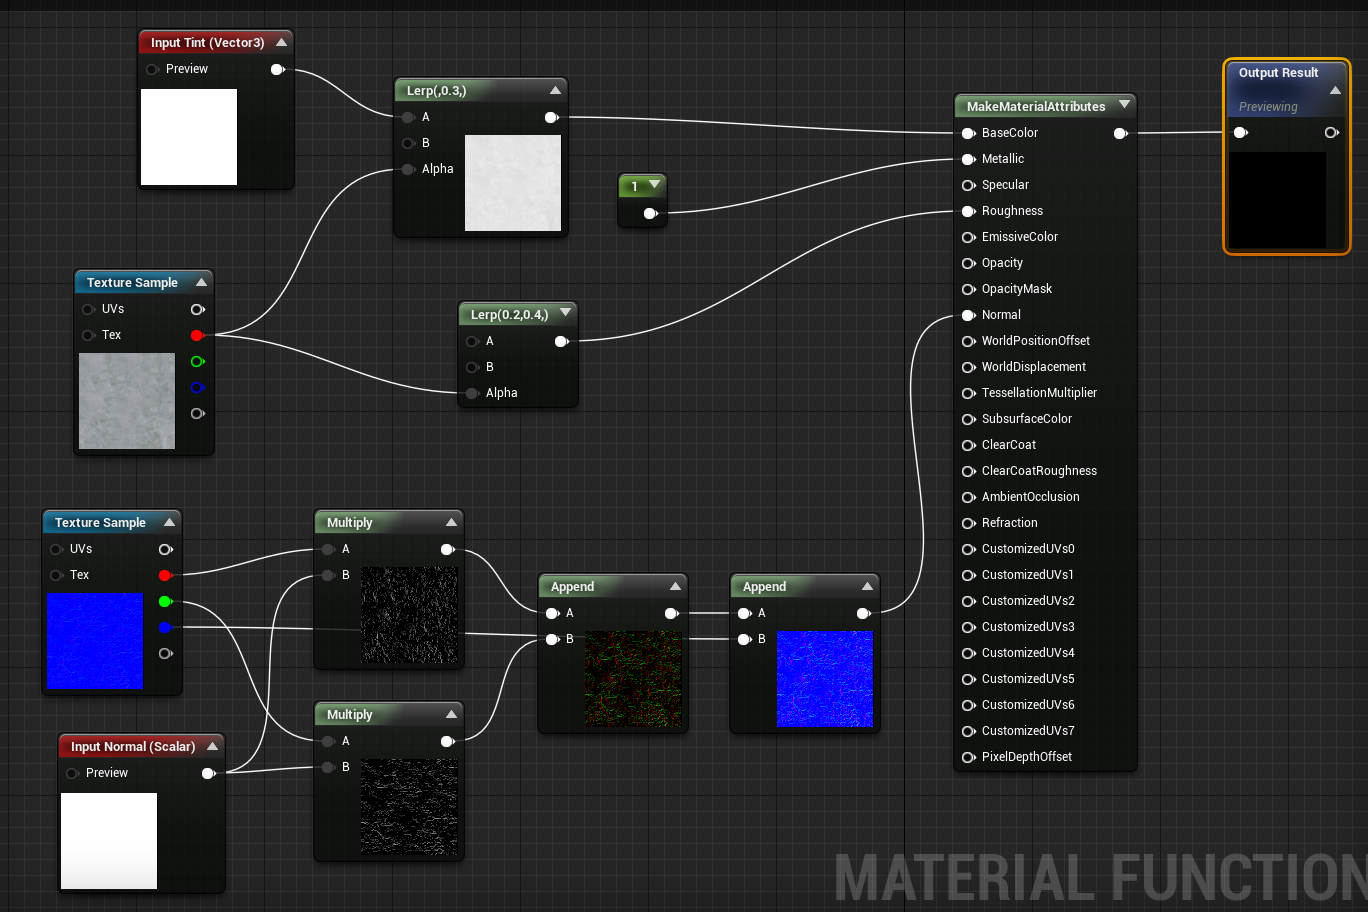 Input Tint (Vector3)
Preview
Lerp(,0.3,)
A
B
Alpha
1
MakeMaterialAttributes
BaseColor
Metallic
Specular
Roughness
EmissiveColor
Opacity
OpacityMask
Normal
WorldPositionOffset
WorldDisplacement
TessellationMultiplier
SubsurfaceColor
ClearCoat
ClearCoatRoughness
AmbientOcclusion
Refraction
CustomizedUVs0
CustomizedUVs1
CustomizedUVs2
CustomizedUVs3
CustomizedUVs4
CustomizedUVs5
CustomizedUVs6
CustomizedUVs7
PixelDepthOffset
Output Result
Previewing
Texture Sample
UVs
Tex
Lerp(0.2,0.4,)
A
B
Alpha
Texture Sample
UVs
Tex
Multiply
A
B
Append
A
B
Append
A
B
Multiply
A
B
Input Normal (Scalar)
Preview
MATERIAL FUNCTION